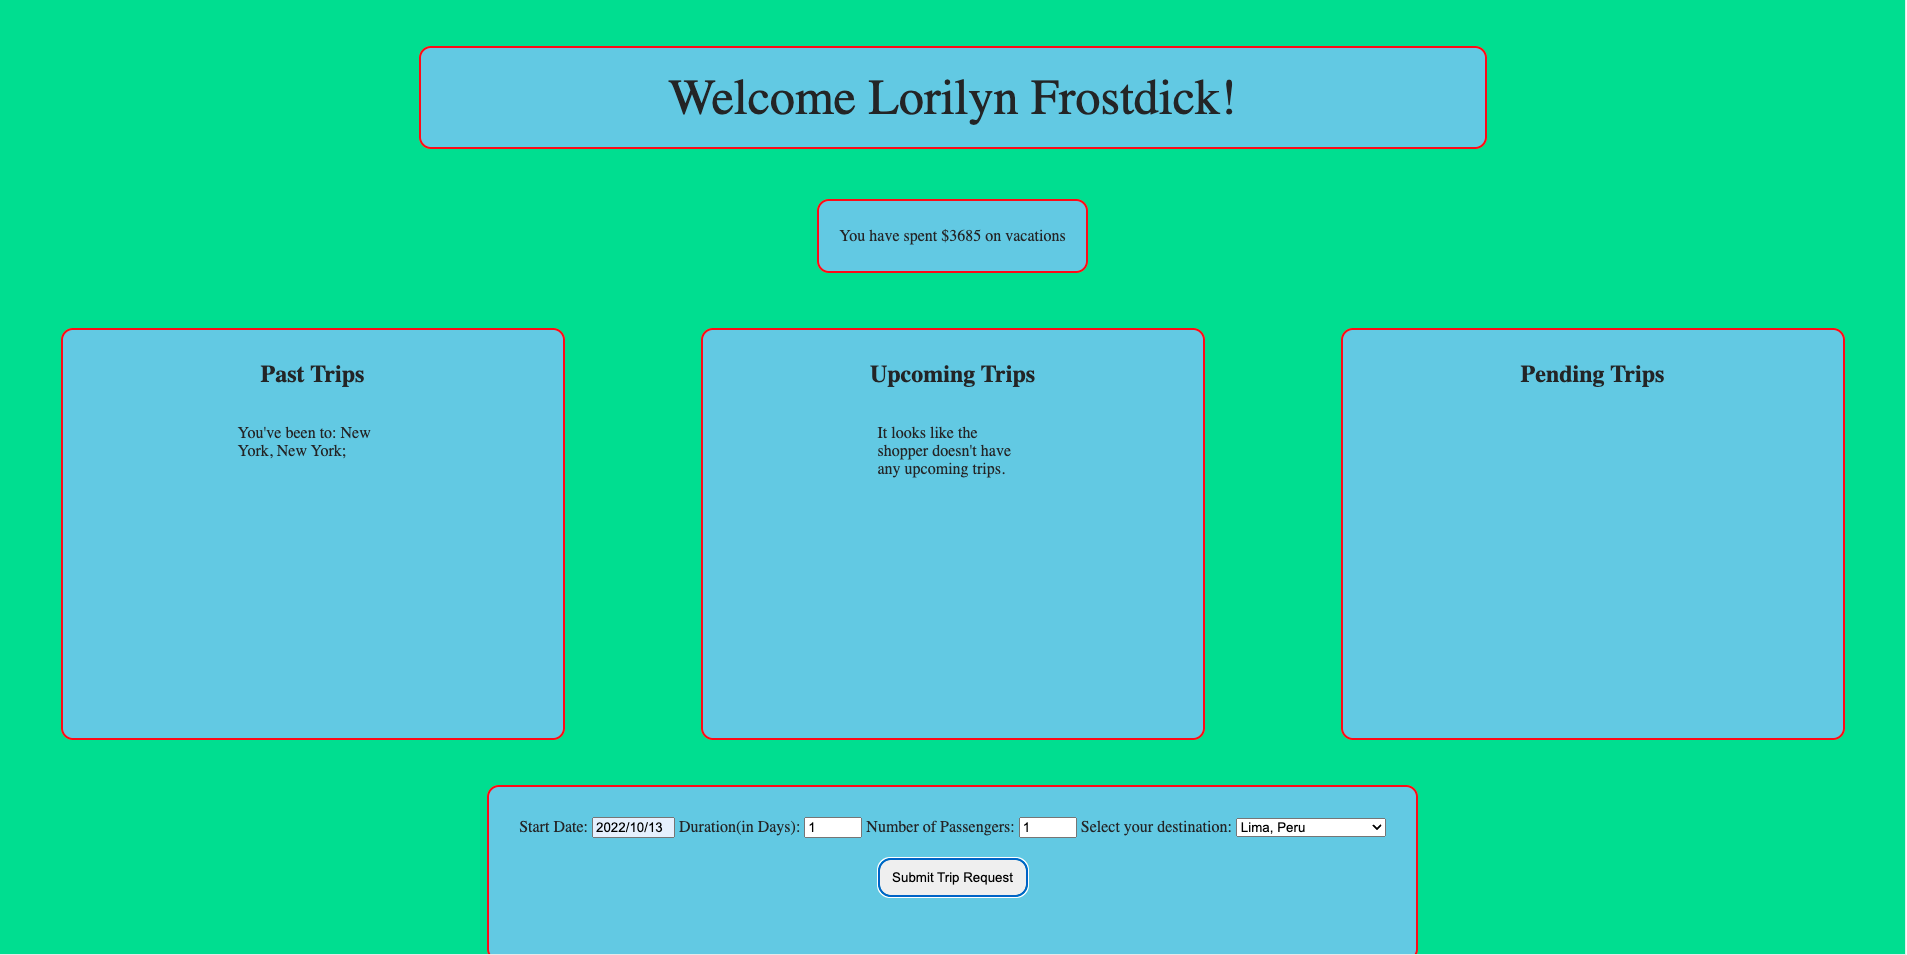 Welcome Lorilyn Frostdick!
You have spent $3685 on vacations
Past Trips
You've been to: New
York, New York;
Upcoming Trips
It looks like the
shopper doesn't have
any upcoming trips.
Pending Trips
Start Date: 2022/10/13 Duration(in Days): 1 Number of Passengers: 1 Select your destination: Lima, Peru
Submit Trip Request